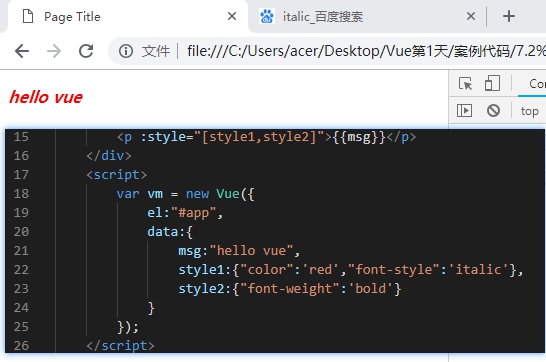 Page Title
italic_百度搜索
文件 file:///C:/Users/acer/Desktop/Vue第1天/案例代码/7.2%
hello vue
Co
top
15 <p :style="[style1,style2]">{{msg}}</p>
16 </div>
17 <script>
18 var vm = new Vue({
19 el:"#app",
20 data:{
21 msg:"hello vue",
22 style1:{"color":'red',"font-style":'italic'},
23 style2:{"font-weight":'bold'}
24 }
25 });
26 </script>